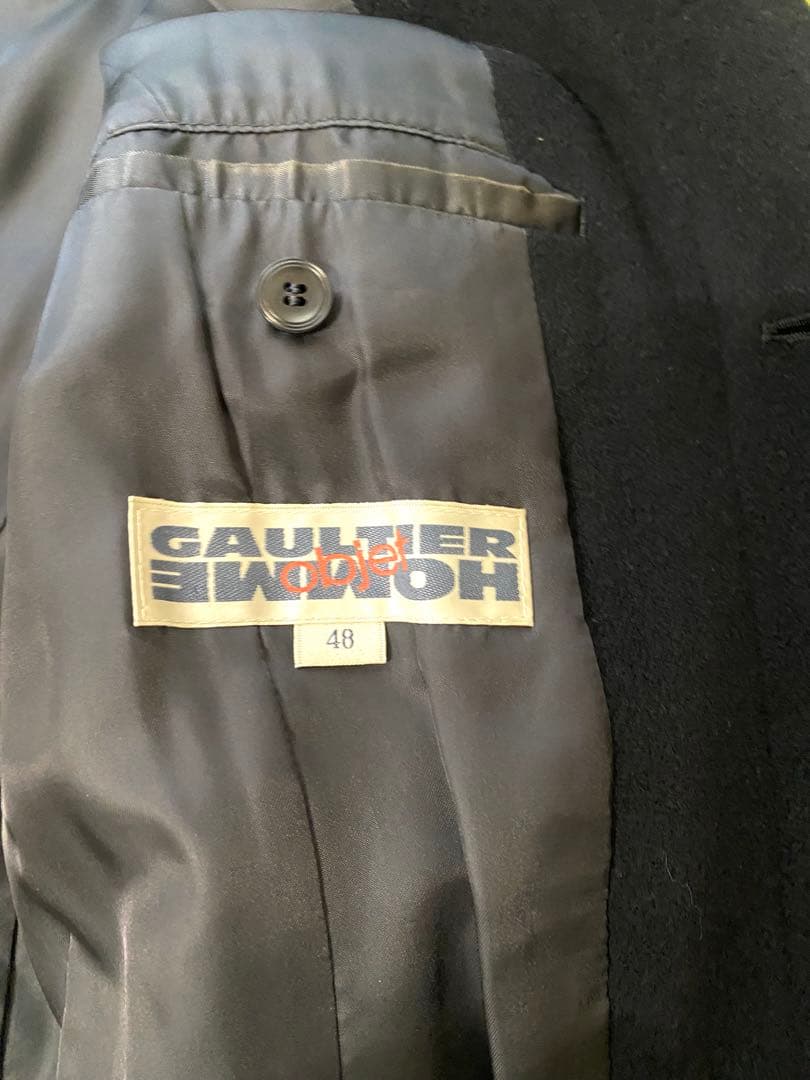 GAULTIER
objet
HOMME
48